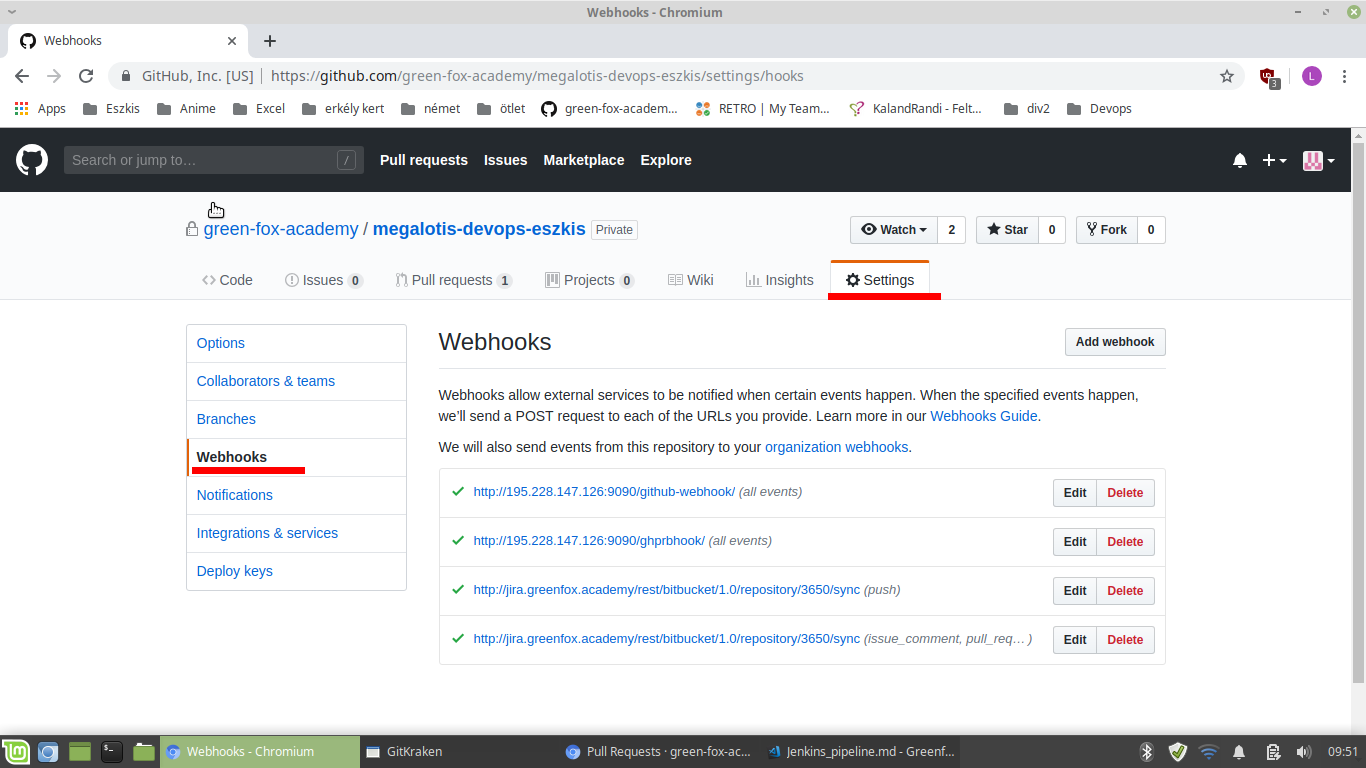 Webhooks - Chromium
Webhooks
GitHub, Inc. [US] https://github.com/green-fox-academy/megalotis-devops-eszkis/settings/hooks
3
L
Apps Eszkis Anime Excel erkély kert német ötlet green-fox-academ... RETRO | My Team... KalandRandi - Felt... div2 Devops
Search or jump to… /
Pull requests Issues Marketplace Explore
green-fox-academy / megalotis-devops-eszkis Private
Watch 2 Star 0 Fork 0
Code Issues 0 Pull requests 1 Projects 0 Wiki Insights Settings
Options
Collaborators & teams
Branches
Webhooks
Notifications
Integrations & services
Deploy keys
Webhooks
Add webhook
Webhooks allow external services to be notified when certain events happen. When the specified events happen,
we'll send a POST request to each of the URLs you provide. Learn more in our Webhooks Guide.
We will also send events from this repository to your organization webhooks.
http://195.228.147.126:9090/github-webhook/ (all events) Edit Delete
http://195.228.147.126:9090/ghprbhook/ (all events) Edit Delete
http://jira.greenfox.academy/rest/bitbucket/1.0/repository/3650/sync (push) Edit Delete
http://jira.greenfox.academy/rest/bitbucket/1.0/repository/3650/sync (issue_comment, pull_req… ) Edit Delete
Webhooks - Chromium GitKraken Pull Requests · green-fox-ac... Jenkins_pipeline.md - Greenf... 09:51